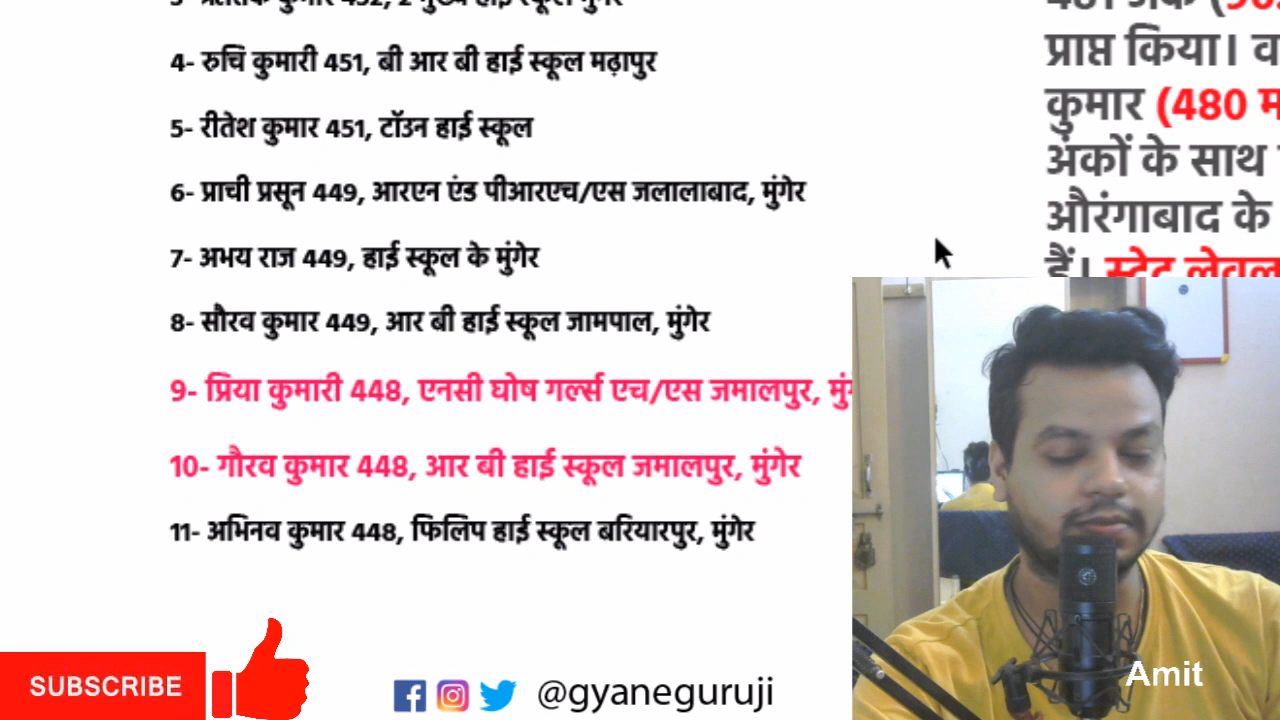 4- रुचि कुमारी 451, बी आर बी हाई स्कूल मढ़ापुर
5- रीतेश कुमार 451, टॉउन हाई स्कूल
6- प्राची प्रसून 449, आरएन एंड पीआरएच/एस जलालाबाद, मुंगेर
7- अभय राज 449, हाई स्कूल के मुंगेर
8- सौरव कुमार 449, आर बी हाई स्कूल जामपाल, मुंगेर
9- प्रिया कुमारी 448, एनसी घोष गर्ल्स एच/एस जमालपुर,
10- गौरव कुमार 448, आर बी हाई स्कूल जमालपुर, मुंगेर
11- अभिनव कुमार 448, फिलिप हाई स्कूल बरियारपुर, मुंगेर
प्राप्त किया।
कुमार (480
अंकों के साथ
औरंगाबाद के
हैं। स्टेट लेवल
SUBSCRIBE
@gyaneguruji
Amit